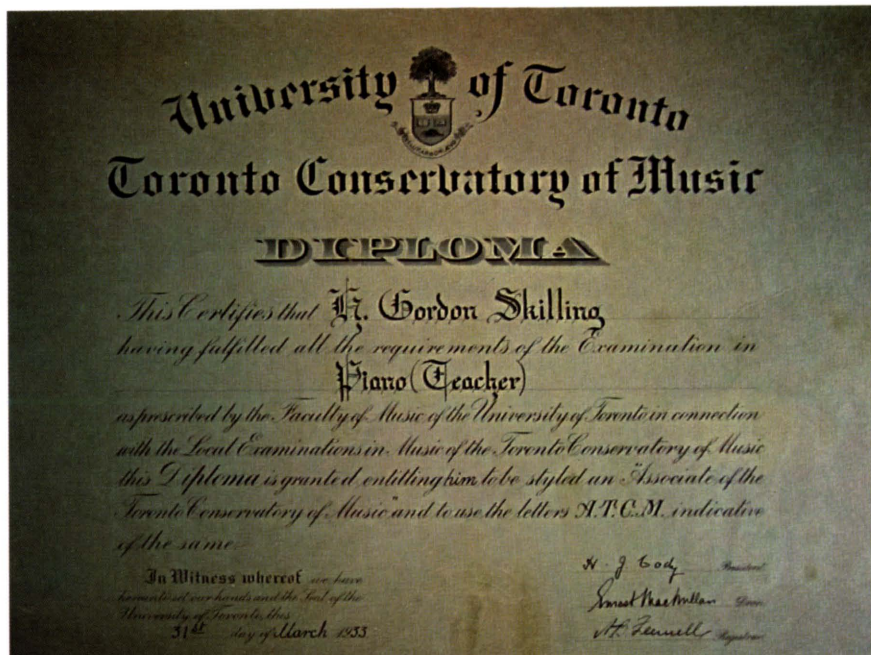 University of Toronto
Toronto Conservatory of Music
DIPLOMA
This Certifies that H. Gordon Skilling
having fulfilled all the requirements of the Examination in
Piano (Teacher)
as prescribed by the Faculty of Music of the University of Toronto in connection
with the Local Examinations in Music of the Toronto Conservatory of Music
this Diploma is granted, entitling him to be styled an "Associate of the
Toronto Conservatory of Music" and to use the letters A.T.C.M. indicative
of the same.
In Witness whereof we have
hereunto set our hands and the Seal of the
University of Toronto, this
31st day of March 1933
H. J. Cody President
Ernest MacMillan Dean
A.B. Fennell Registrar